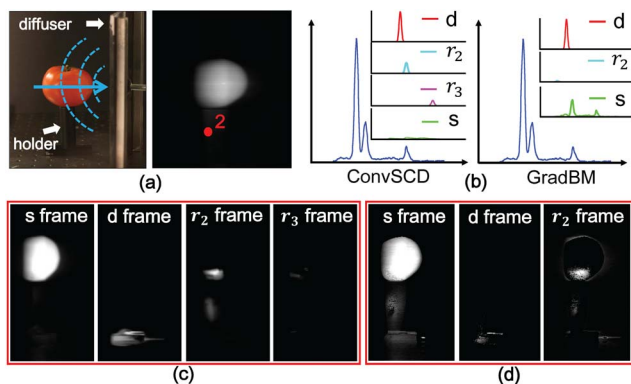 diffuser
holder
2
(a)
d
r₂
r₃
s
ConvSCD
d
r₂
s
GradBM
(b)
s frame
d frame
r₂ frame
r₃ frame
(c)
s frame
d frame
r₂ frame
(d)